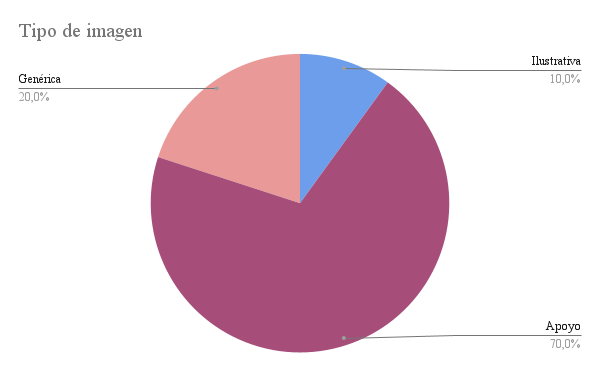 Tipo de imagen
Ilustrativa
10,0%
Genérica
20,0%
Apoyo
70,0%